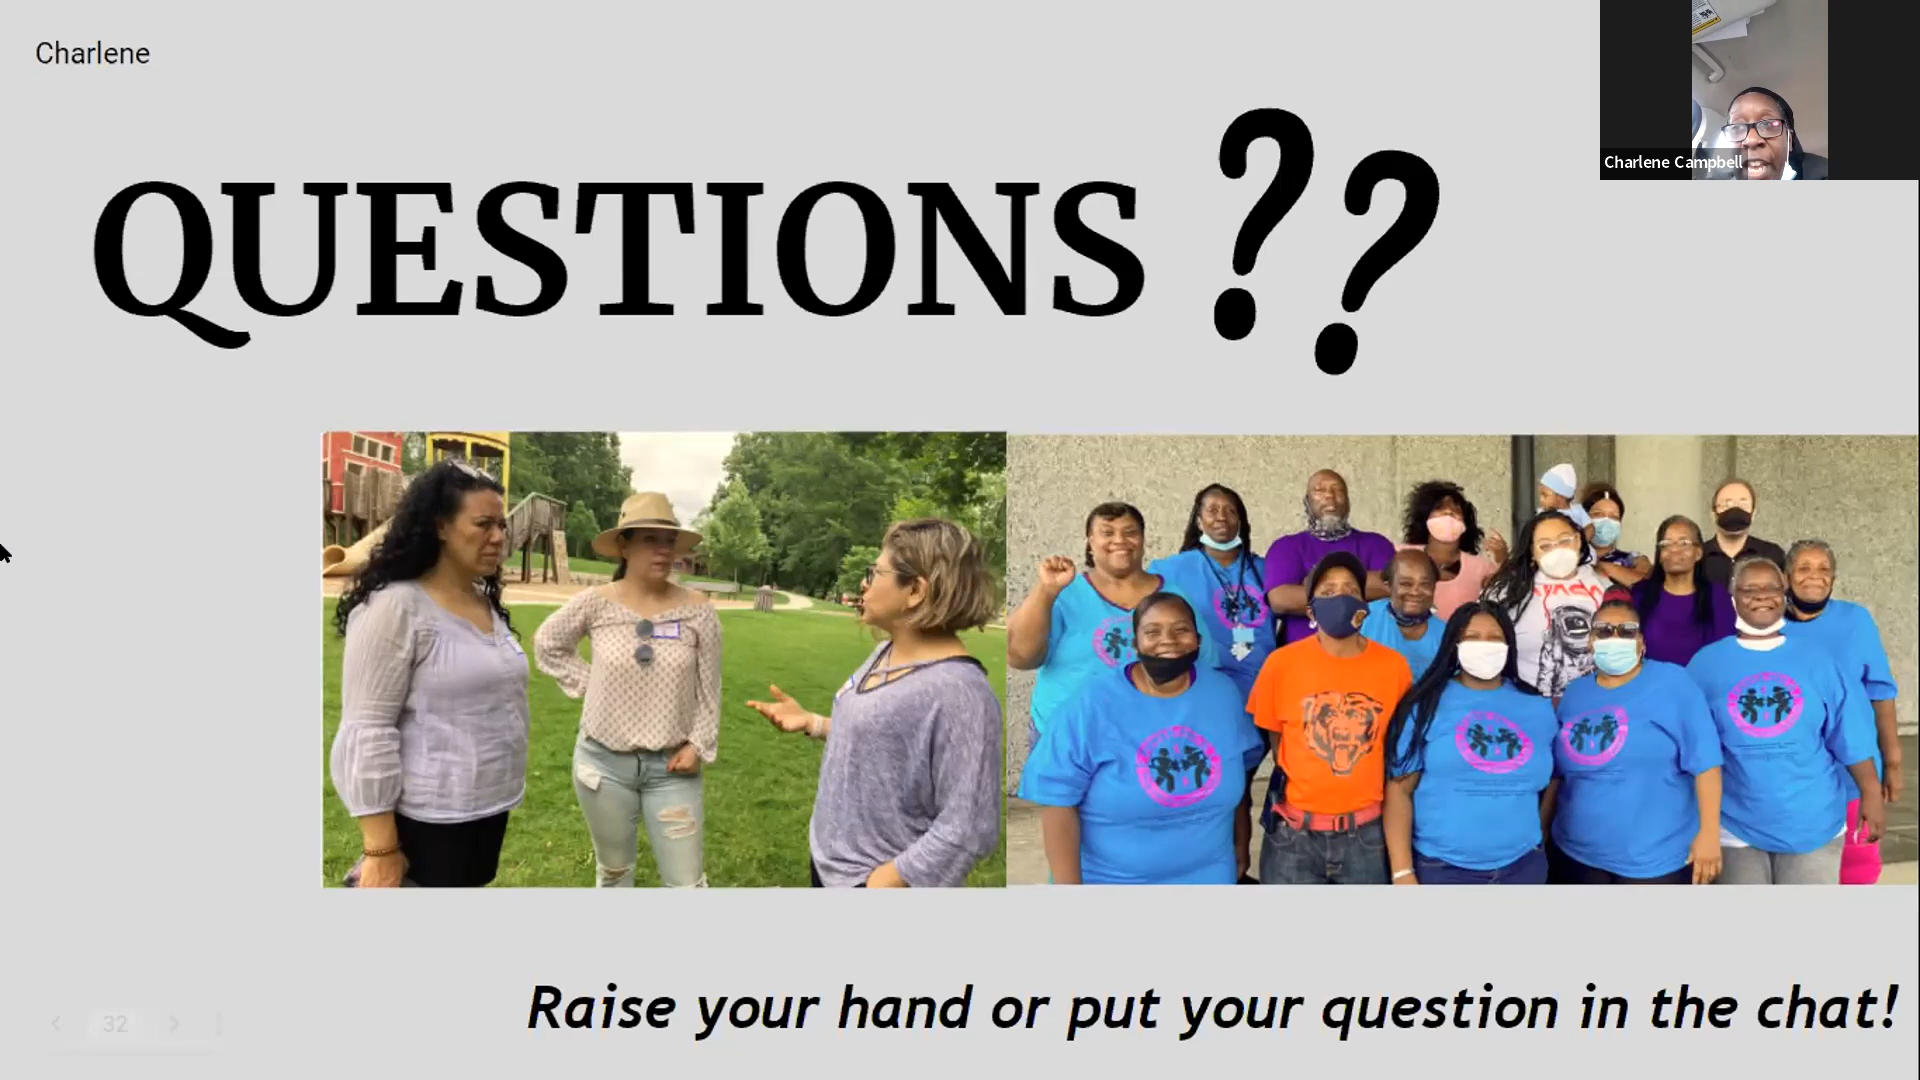 Charlene
Charlene Campbell
QUESTIONS ??
32
Raise your hand or put your question in the chat!